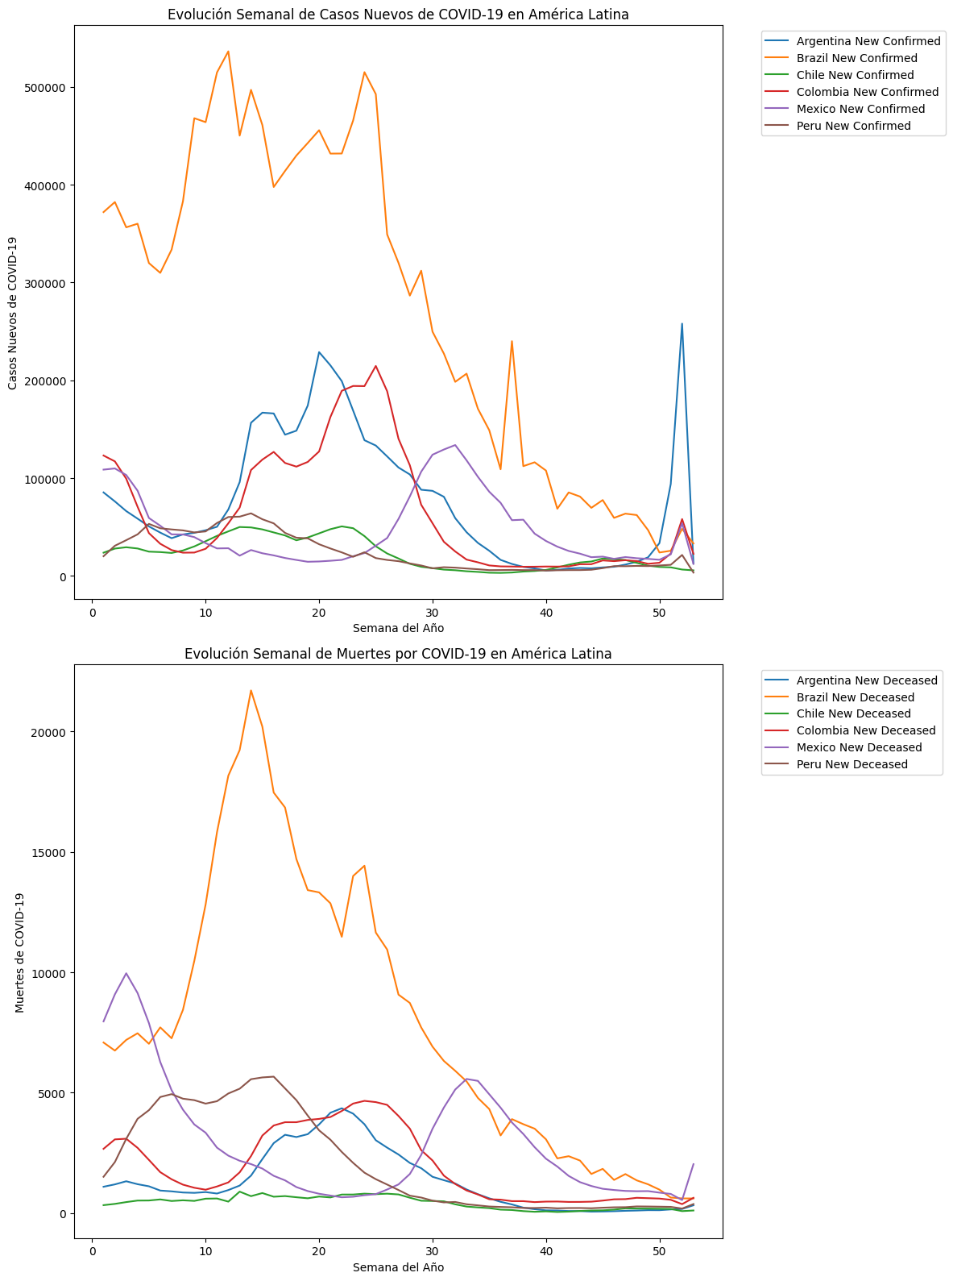 Evolución Semanal de Casos Nuevos de COVID-19 en América Latina
Casos Nuevos de COVID-19
500000
400000
300000
200000
100000
0
0 10 20 30 40 50
Semana del Año
Argentina New Confirmed
Brazil New Confirmed
Chile New Confirmed
Colombia New Confirmed
Mexico New Confirmed
Peru New Confirmed
Evolución Semanal de Muertes por COVID-19 en América Latina
Muertes de COVID-19
20000
15000
10000
5000
0
0 10 20 30 40 50
Semana del Año
Argentina New Deceased
Brazil New Deceased
Chile New Deceased
Colombia New Deceased
Mexico New Deceased
Peru New Deceased